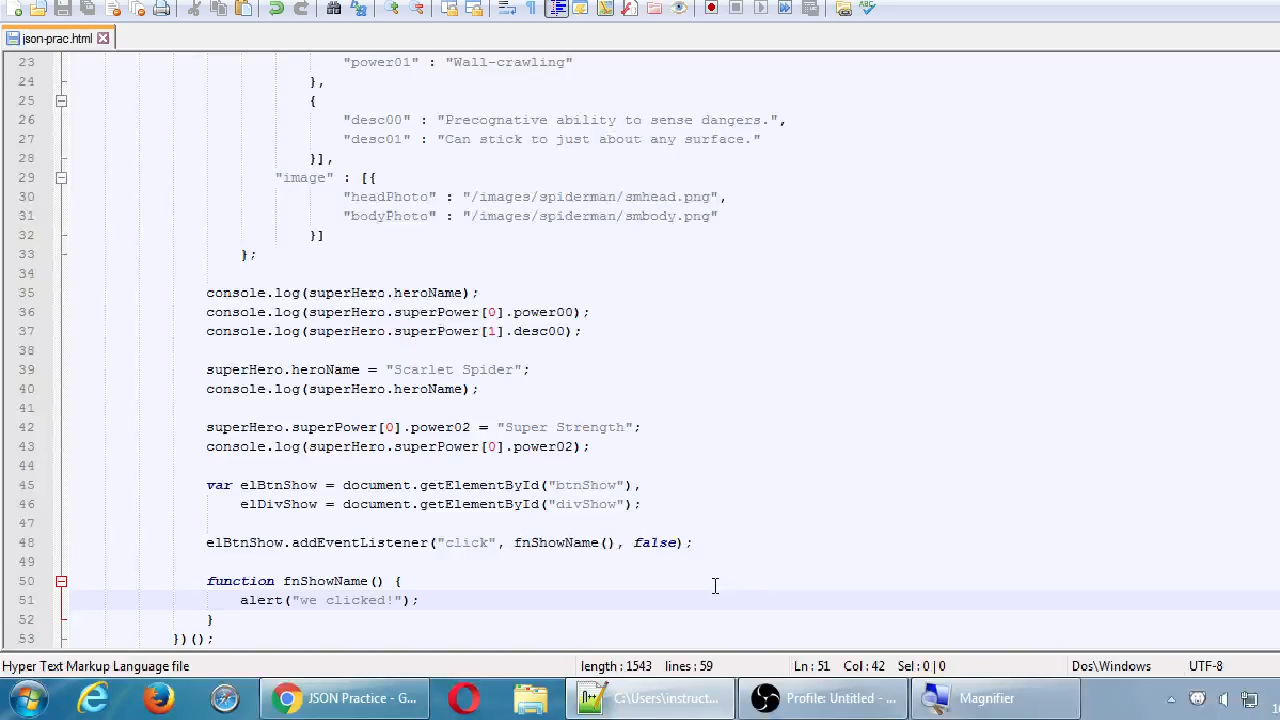 json-prac.html
23 "power01" : "Wall-crawling"
24 },
25 {
26 "desc00" : "Precognative ability to sense dangers.",
27 "desc01" : "Can stick to just about any surface."
28 }],
29 "image" : [{
30 "headPhoto" : "/images/spiderman/smhead.png",
31 "bodyPhoto" : "/images/spiderman/smbody.png"
32 }]
33 };
34
35 console.log(superHero.heroName);
36 console.log(superHero.superPower[0].power00);
37 console.log(superHero.superPower[1].desc00);
38
39 superHero.heroName = "Scarlet Spider";
40 console.log(superHero.heroName);
41
42 superHero.superPower[0].power02 = "Super Strength";
43 console.log(superHero.superPower[0].power02);
44
45 var elBtnShow = document.getElementById("btnShow"),
46 elDivShow = document.getElementById("divShow");
47
48 elBtnShow.addEventListener("click", fnShowName(), false);
49
50 function fnShowName() {
51 alert("we clicked!");
52 }
53 })();
Hyper Text Markup Language file length : 1543 lines : 59 Ln : 51 Col : 42 Sel : 0 | 0 Dos\Windows UTF-8
JSON Practice - G... C:\Users\instruct... Profile: Untitled - ... Magnifier